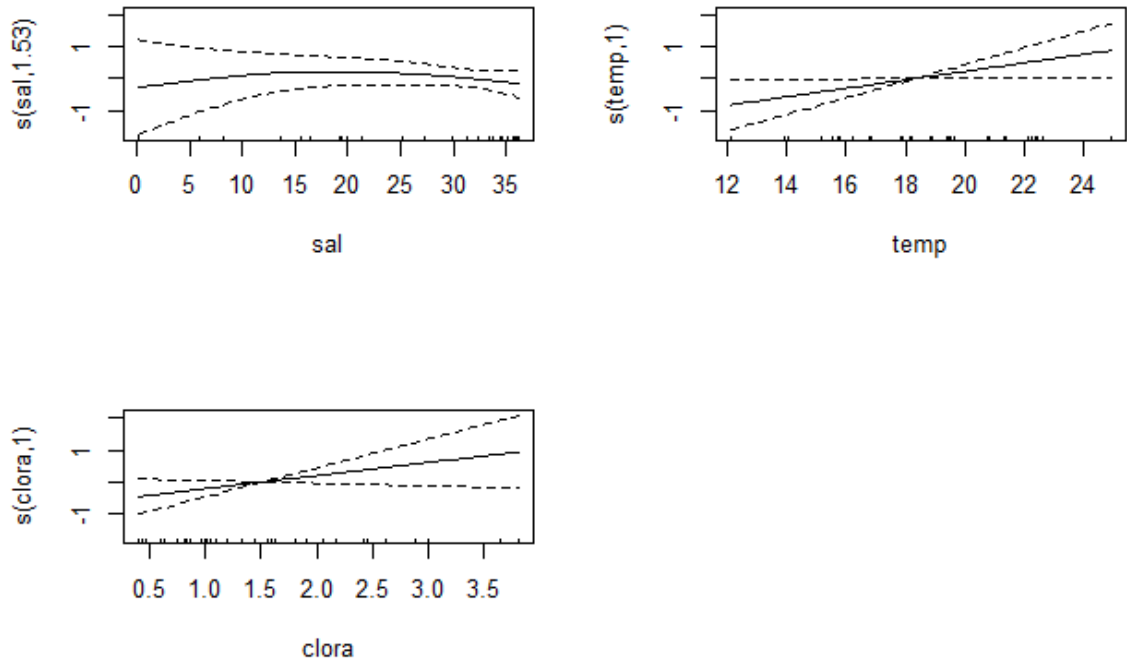 s(sal,1.53)
1
-1
0 5 10 15 20 25 30 35
sal
s(temp,1)
1
-1
12 14 16 18 20 22 24
temp
s(clora,1)
1
-1
0.5 1.0 1.5 2.0 2.5 3.0 3.5
clora